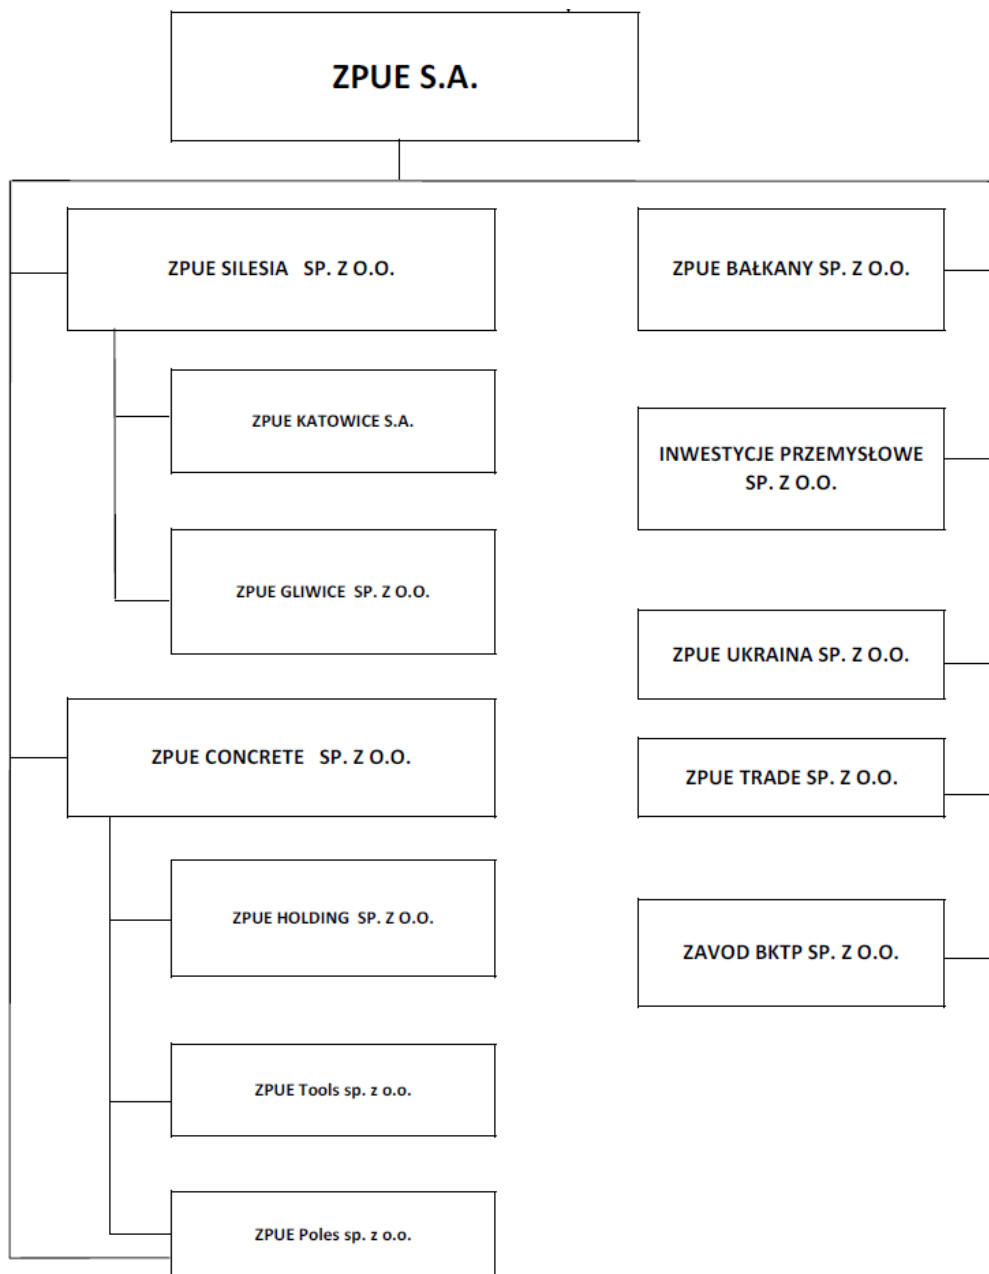 ZPUE S.A.
ZPUE SILESIA SP. Z O.O.
ZPUE KATOWICE S.A.
ZPUE GLIWICE SP. Z O.O.
ZPUE CONCRETE SP. Z O.O.
ZPUE HOLDING SP. Z O.O.
ZPUE Tools sp. z o.o.
ZPUE Poles sp. z o.o.
ZPUE BAŁKANY SP. Z O.O.
INWESTYCJE PRZEMYSŁOWE
SP. Z O.O.
ZPUE UKRAINA SP. Z O.O.
ZPUE TRADE SP. Z O.O.
ZAVOD BKTP SP. Z O.O.